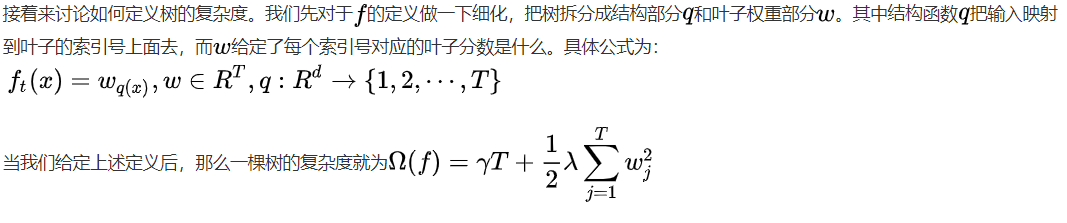 接着来讨论如何定义树的复杂度。我们先对于f的定义做一下细化，把树拆分成结构部分q和叶子权重部分w。其中结构函数q把输入映射
到叶子的索引号上面去，而w给定了每个索引号对应的叶子分数是什么。具体公式为：
f_t(x) = w_{q(x)}, w ∈ R^T, q : R^d → {1, 2, ⋯, T}
当我们给定上述定义后，那么一棵树的复杂度就为Ω(f) = γT + \frac{1}{2}λ∑_{j=1}^{T} w_j^2